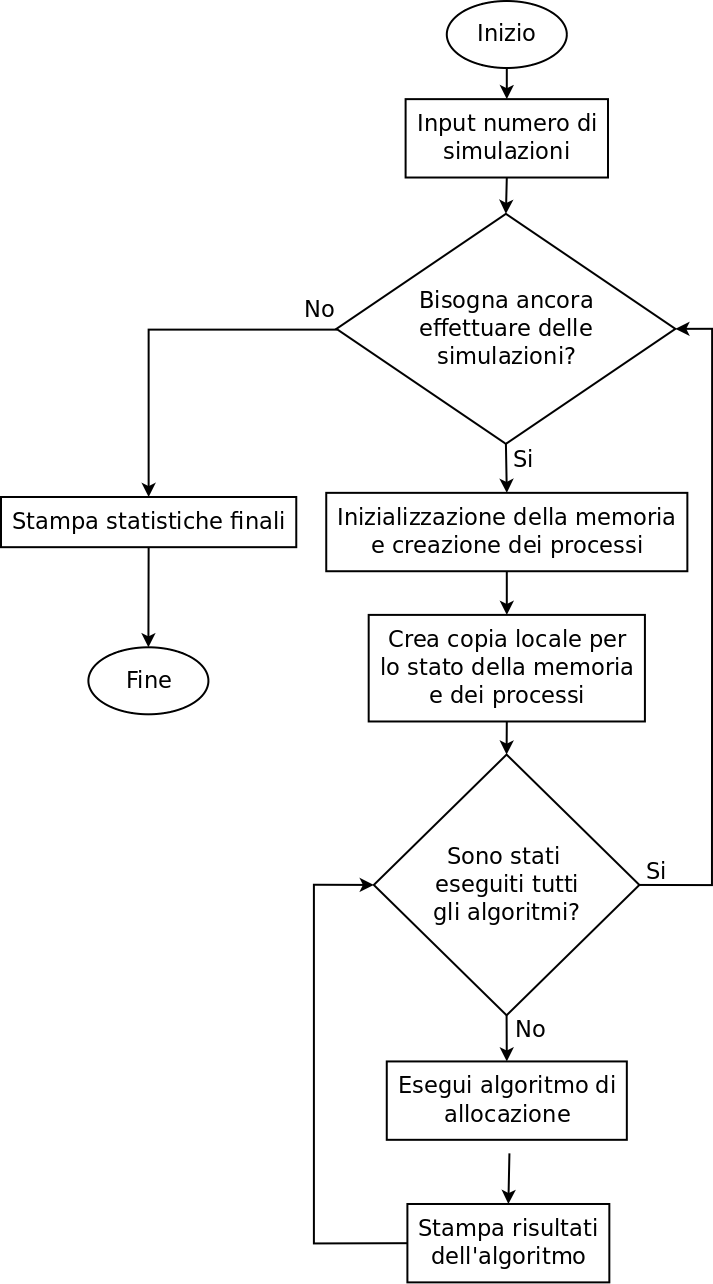 Inizio
Input numero di
simulazioni
Bisogna ancora
effettuare delle
simulazioni?
No
Si
Stampa statistiche finali
Fine
Inizializzazione della memoria
e creazione dei processi
Crea copia locale per
lo stato della memoria
e dei processi
Sono stati
eseguiti tutti
gli algoritmi?
Si
No
Esegui algoritmo di
allocazione
Stampa risultati
dell'algoritmo